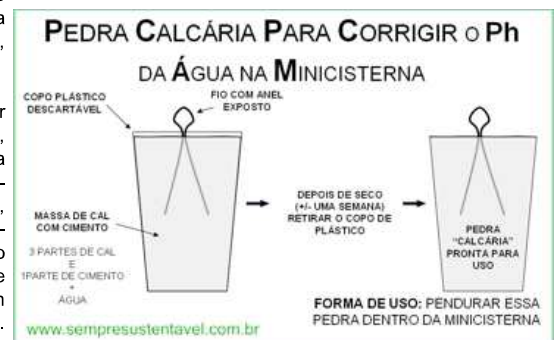 PEDRA CALCÁRIA PARA CORRIGIR O Ph
DA ÁGUA NA MINICISTERNA
COPO PLÁSTICO
DESCARTÁVEL
FIO COM ANEL
EXPOSTO
MASSA DE CAL
COM CIMENTO
3 PARTES DE CAL
E
1PARTE DE CIMENTO
+
ÁGUA
DEPOIS DE SECO
(+/- UMA SEMANA)
RETIRAR O COPO DE
PLÁSTICO
PEDRA
"CALCÁRIA"
PRONTA PARA
USO
FORMA DE USO: PENDURAR ESSA
PEDRA DENTRO DA MINICISTERNA
www.sempresustentavel.com.br